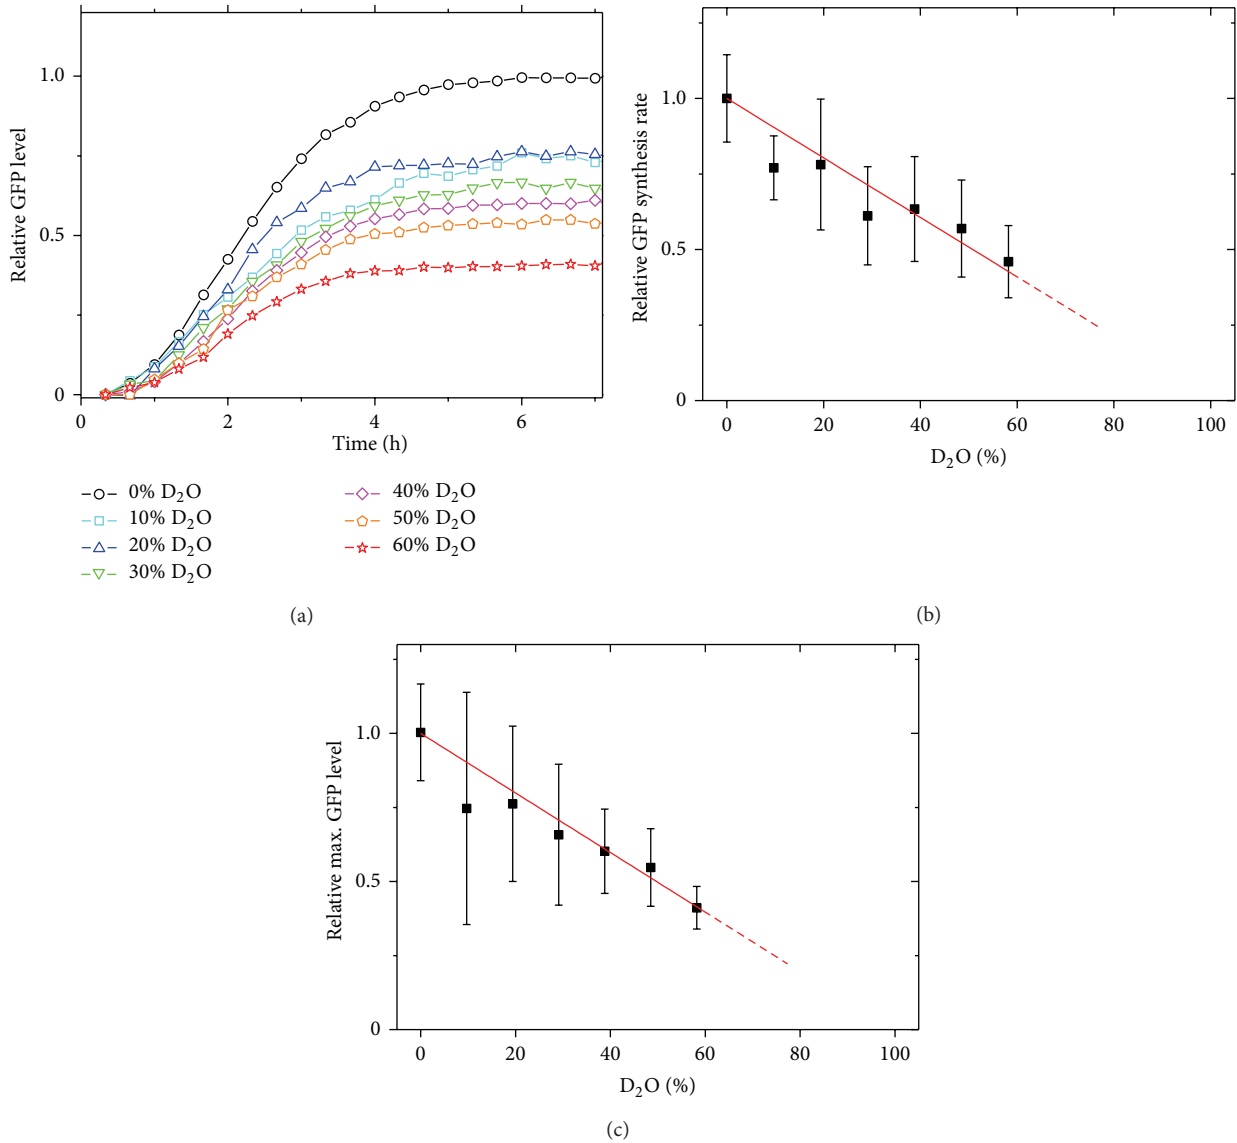 Relative GFP level
1.0
0.5
0
0
2
4
6
Time (h)
0% D₂O
10% D₂O
20% D₂O
30% D₂O
40% D₂O
50% D₂O
60% D₂O
(a)
Relative GFP synthesis rate
1.0
0.5
0
0
20
40
60
80
100
D₂O (%)
(b)
Relative max. GFP level
1.0
0.5
0
0
20
40
60
80
100
D₂O (%)
(c)